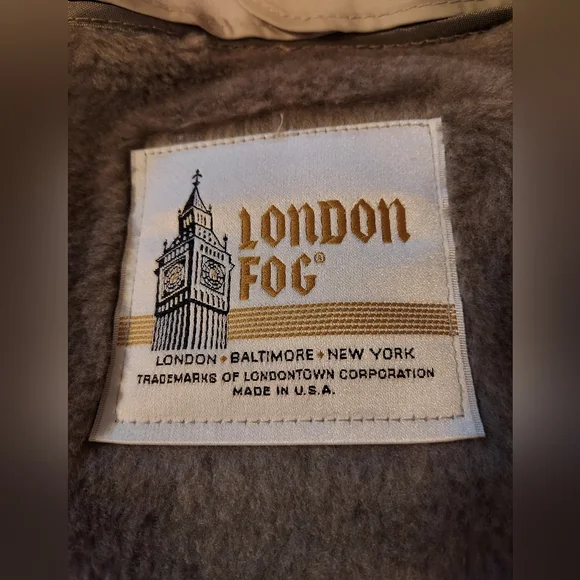 LONDON
FOG®
LONDON ✦ BALTIMORE ✦ NEW YORK
TRADEMARKS OF LONDONTOWN CORPORATION
MADE IN U.S.A.